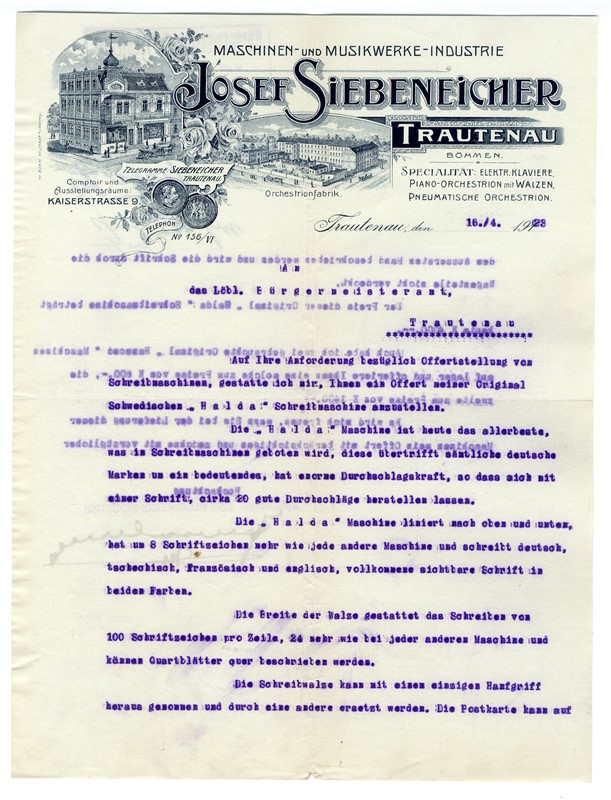 MASCHINEN- UND MUSIKWERKE-INDUSTRIE
JOSEF SIEBENEICHER
TRAUTENAU
BÖHMEN.
TELEGRAMME: SIEBENEICHER
TRAUTENAU.
Comptoir und
Ausstellungsräume:
KAISERSTRASSE 9.
TELEPHON
No 156/VI
Orchestrionfabrik.
SPECIALITÄT: ELEKTR. KLAVIERE,
PIANO-ORCHESTRION mit WALZEN,
PNEUMATISCHE ORCHESTRION.
Trautenau, den 16./4. 1923
An
das Löbl. Bürgermeisteramt,
Trautenau
Auf Ihre Anforderung bezüglich Offertstellung von
Schreibmaschinen, gestatte ich mir, Ihnen ein Offert meiner Original
Schwedischen „Halda" Schreibmaschine anzustellen.
Die „Halda" Maschine ist heute das allerbeste,
was in Schreibmaschinen geboten wird, diese übertrifft sämtliche deutsche
Marken um ein bedeutendes, hat enorme Durchschlagskraft, so dass sich mit
einer Schrift, cirka 20 gute Durchschläge herstellen lassen.
Die „Halda" Maschine liniert nach oben und unten,
hat um 8 Schriftzeichen mehr wie jede andere Maschine und schreibt deutsch,
tschechisch, französisch und englisch, vollkommene sichtbare Schrift in
beiden Farben.
Die Breite der Walze gestattet das Schreiben von
100 Schriftzeichen pro Zeile, 24 mehr wie bei jeder anderen Maschine und
können Quartblätter quer beschrieben werden.
Die Schreibwalze kann mit einem einzigen Hanfgriff
heraus genommen und durch eine andere ersetzt werden. Die Postkarte kann auf